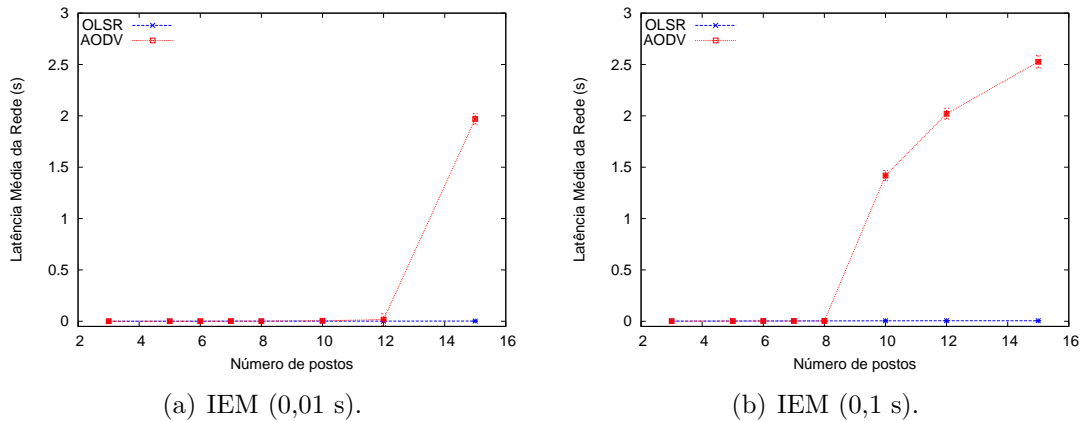 3
2.5
2
1.5
1
0.5
0
2 4 6 8 10 12 14 16
Latência Média da Rede (s)
Número de postos
OLSR
AODV
(a) IEM (0,01 s).
3
2.5
2
1.5
1
0.5
0
2 4 6 8 10 12 14 16
Latência Média da Rede (s)
Número de postos
OLSR
AODV
(b) IEM (0,1 s).